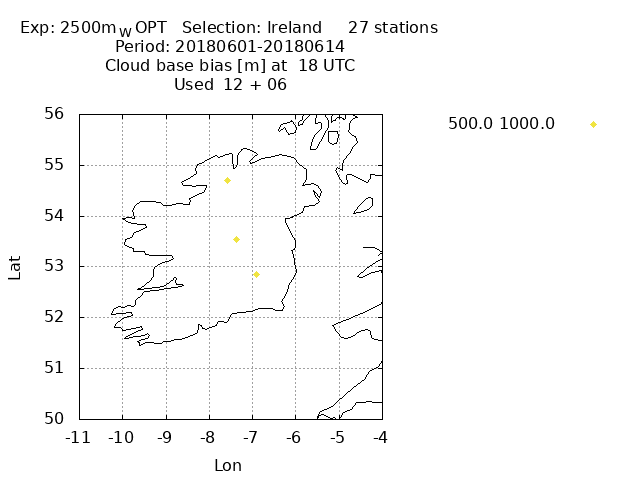 Exp: 2500m_W OPT Selection: Ireland 27 stations
Period: 20180601-20180614
Cloud base bias [m] at 18 UTC
Used 12 + 06
500.0 1000.0
56
55
54
53
52
51
50
Lat
-11 -10 -9 -8 -7 -6 -5 -4
Lon